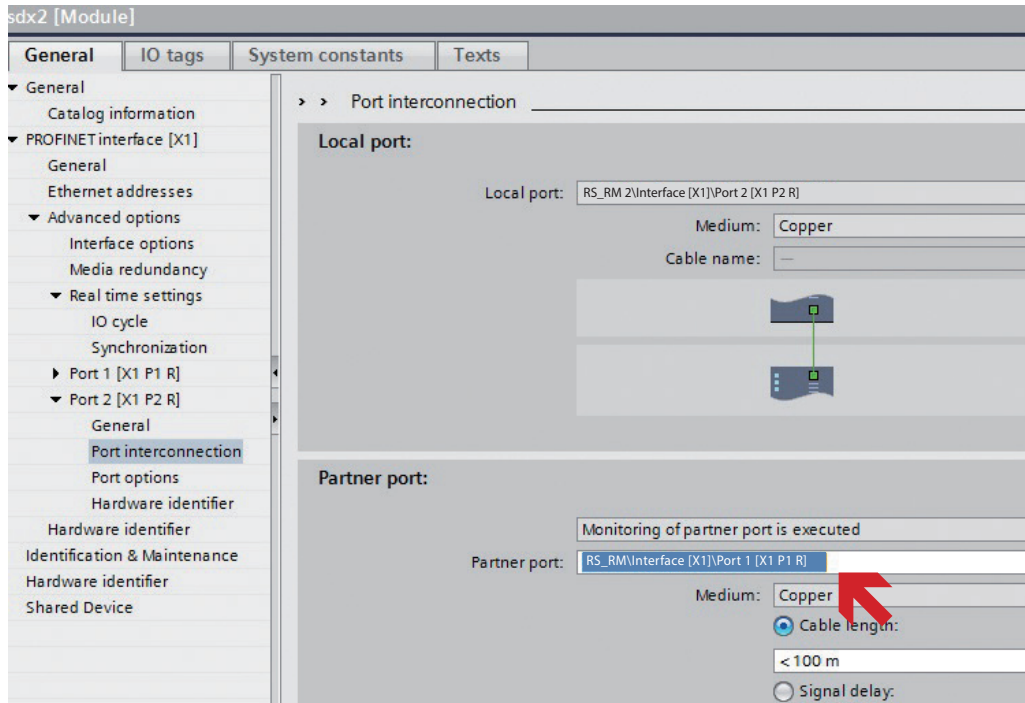 sdx2 [Module]
General IO tags System constants Texts
General
Catalog information
PROFINET interface [X1]
General
Ethernet addresses
Advanced options
Interface options
Media redundancy
Real time settings
IO cycle
Synchronization
Port 1 [X1 P1 R]
Port 2 [X1 P2 R]
General
Port interconnection
Port options
Hardware identifier
Hardware identifier
Identification & Maintenance
Hardware identifier
Shared Device
> > Port interconnection
Local port:
Local port: RS_RM 2\Interface [X1]\Port 2 [X1 P2 R]
Medium: Copper
Cable name: —
Partner port:
Monitoring of partner port is executed
Partner port: RS_RM\Interface [X1]\Port 1 [X1 P1 R]
Medium: Copper
Cable length:
<100 m
Signal delay: